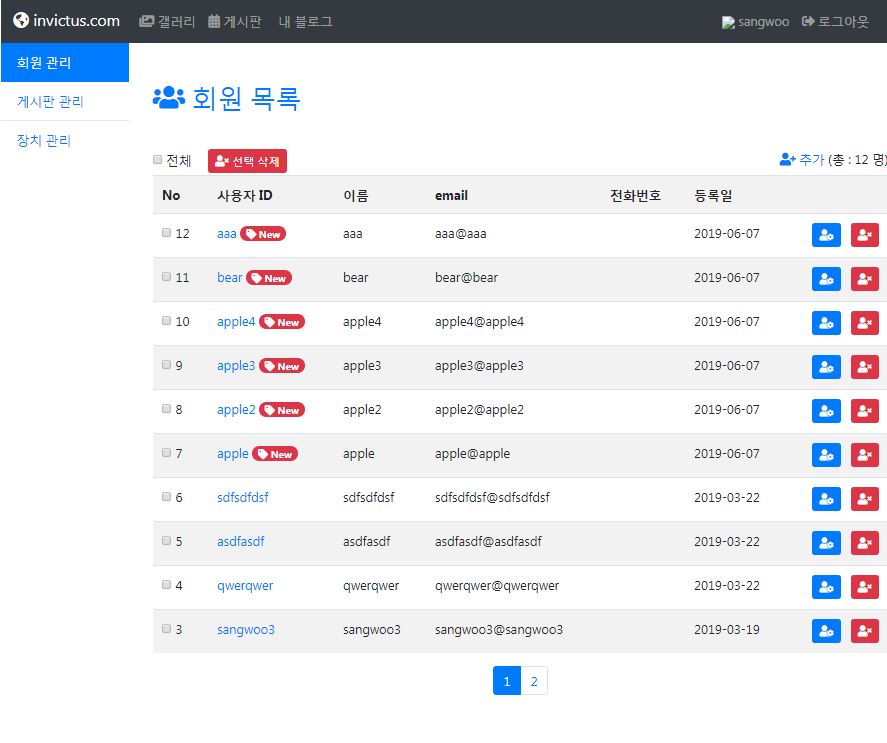 invictus.com 갤러리 게시판 내 블로그 sangwoo 로그아웃
회원 관리
게시판 관리
장치 관리
회원 목록
전체 선택 삭제 추가 (총 : 12 명)
No 사용자 ID 이름 email 전화번호 등록일
12 aaa New aaa aaa@aaa 2019-06-07
11 bear New bear bear@bear 2019-06-07
10 apple4 New apple4 apple4@apple4 2019-06-07
9 apple3 New apple3 apple3@apple3 2019-06-07
8 apple2 New apple2 apple2@apple2 2019-06-07
7 apple New apple apple@apple 2019-06-07
6 sdfsdfdsf sdfsdfdsf sdfsdfdsf@sdfsdfdsf 2019-03-22
5 asdfasdf asdfasdf asdfasdf@asdfasdf 2019-03-22
4 qwerqwer qwerqwer qwerqwer@qwerqwer 2019-03-22
3 sangwoo3 sangwoo3 sangwoo3@sangwoo3 2019-03-19
1 2